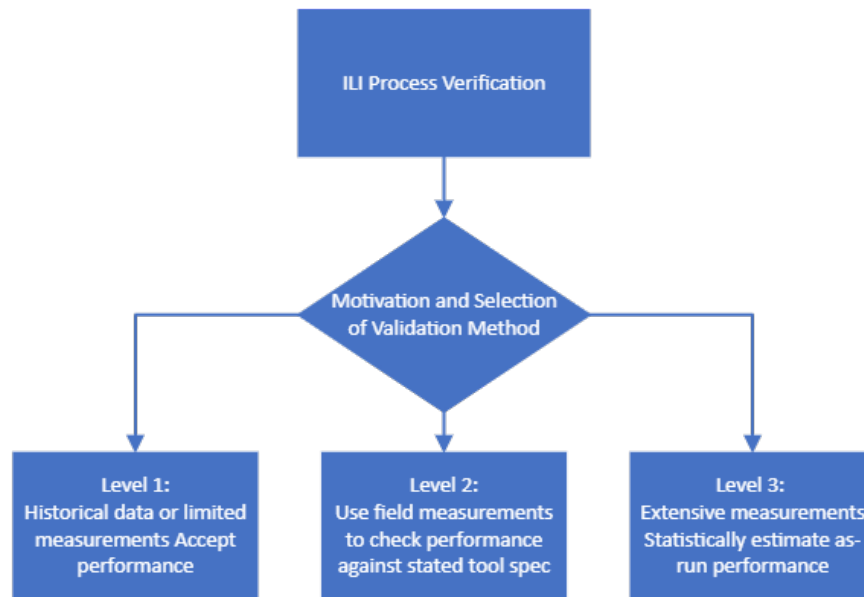 ILI Process Verification
Motivation and Selection
of Validation Method
Level 1:
Historical data or limited
measurements Accept
performance
Level 2:
Use field measurements
to check performance
against stated tool spec
Level 3:
Extensive measurements
Statistically estimate as-
run performance